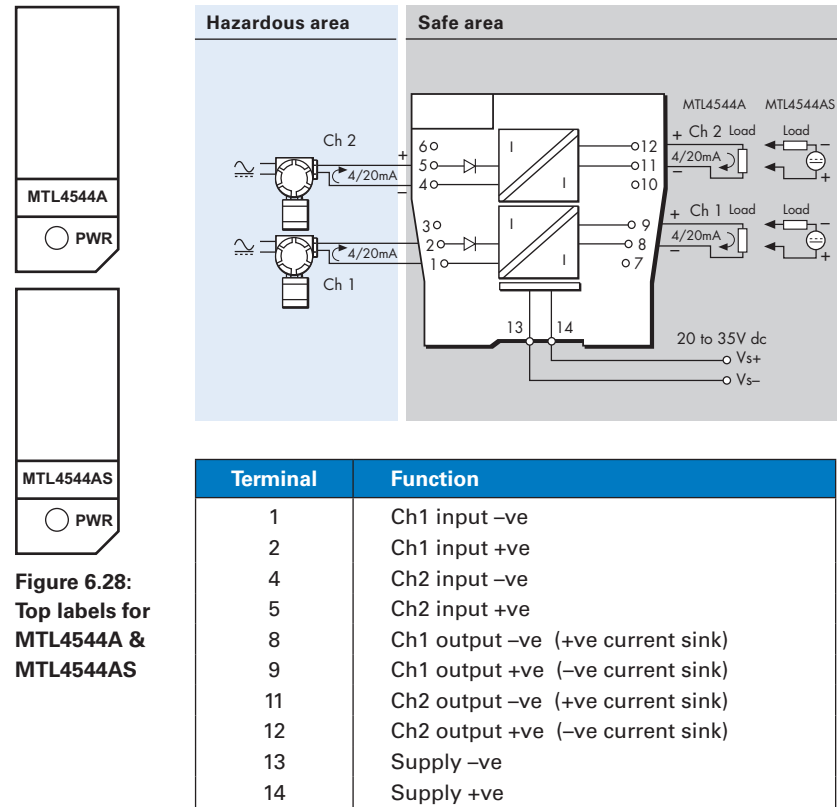 MTL4544A
PWR
MTL4544AS
PWR
Figure 6.28:
Top labels for
MTL4544A &
MTL4544AS
Hazardous area
Safe area
MTL4544A MTL4544AS
Ch 2
+
4/20mA
–
6
5
4
I
I
12
11
10
+ Ch 2 Load
4/20mA
–
Load
–
+
3
2
1
4/20mA
Ch 1
I
I
9
8
7
+ Ch 1 Load
4/20mA
–
Load
–
+
13 14
20 to 35V dc
Vs+
Vs–
Terminal Function
1 Ch1 input –ve
2 Ch1 input +ve
4 Ch2 input –ve
5 Ch2 input +ve
8 Ch1 output –ve (+ve current sink)
9 Ch1 output +ve (–ve current sink)
11 Ch2 output –ve (+ve current sink)
12 Ch2 output +ve (–ve current sink)
13 Supply –ve
14 Supply +ve